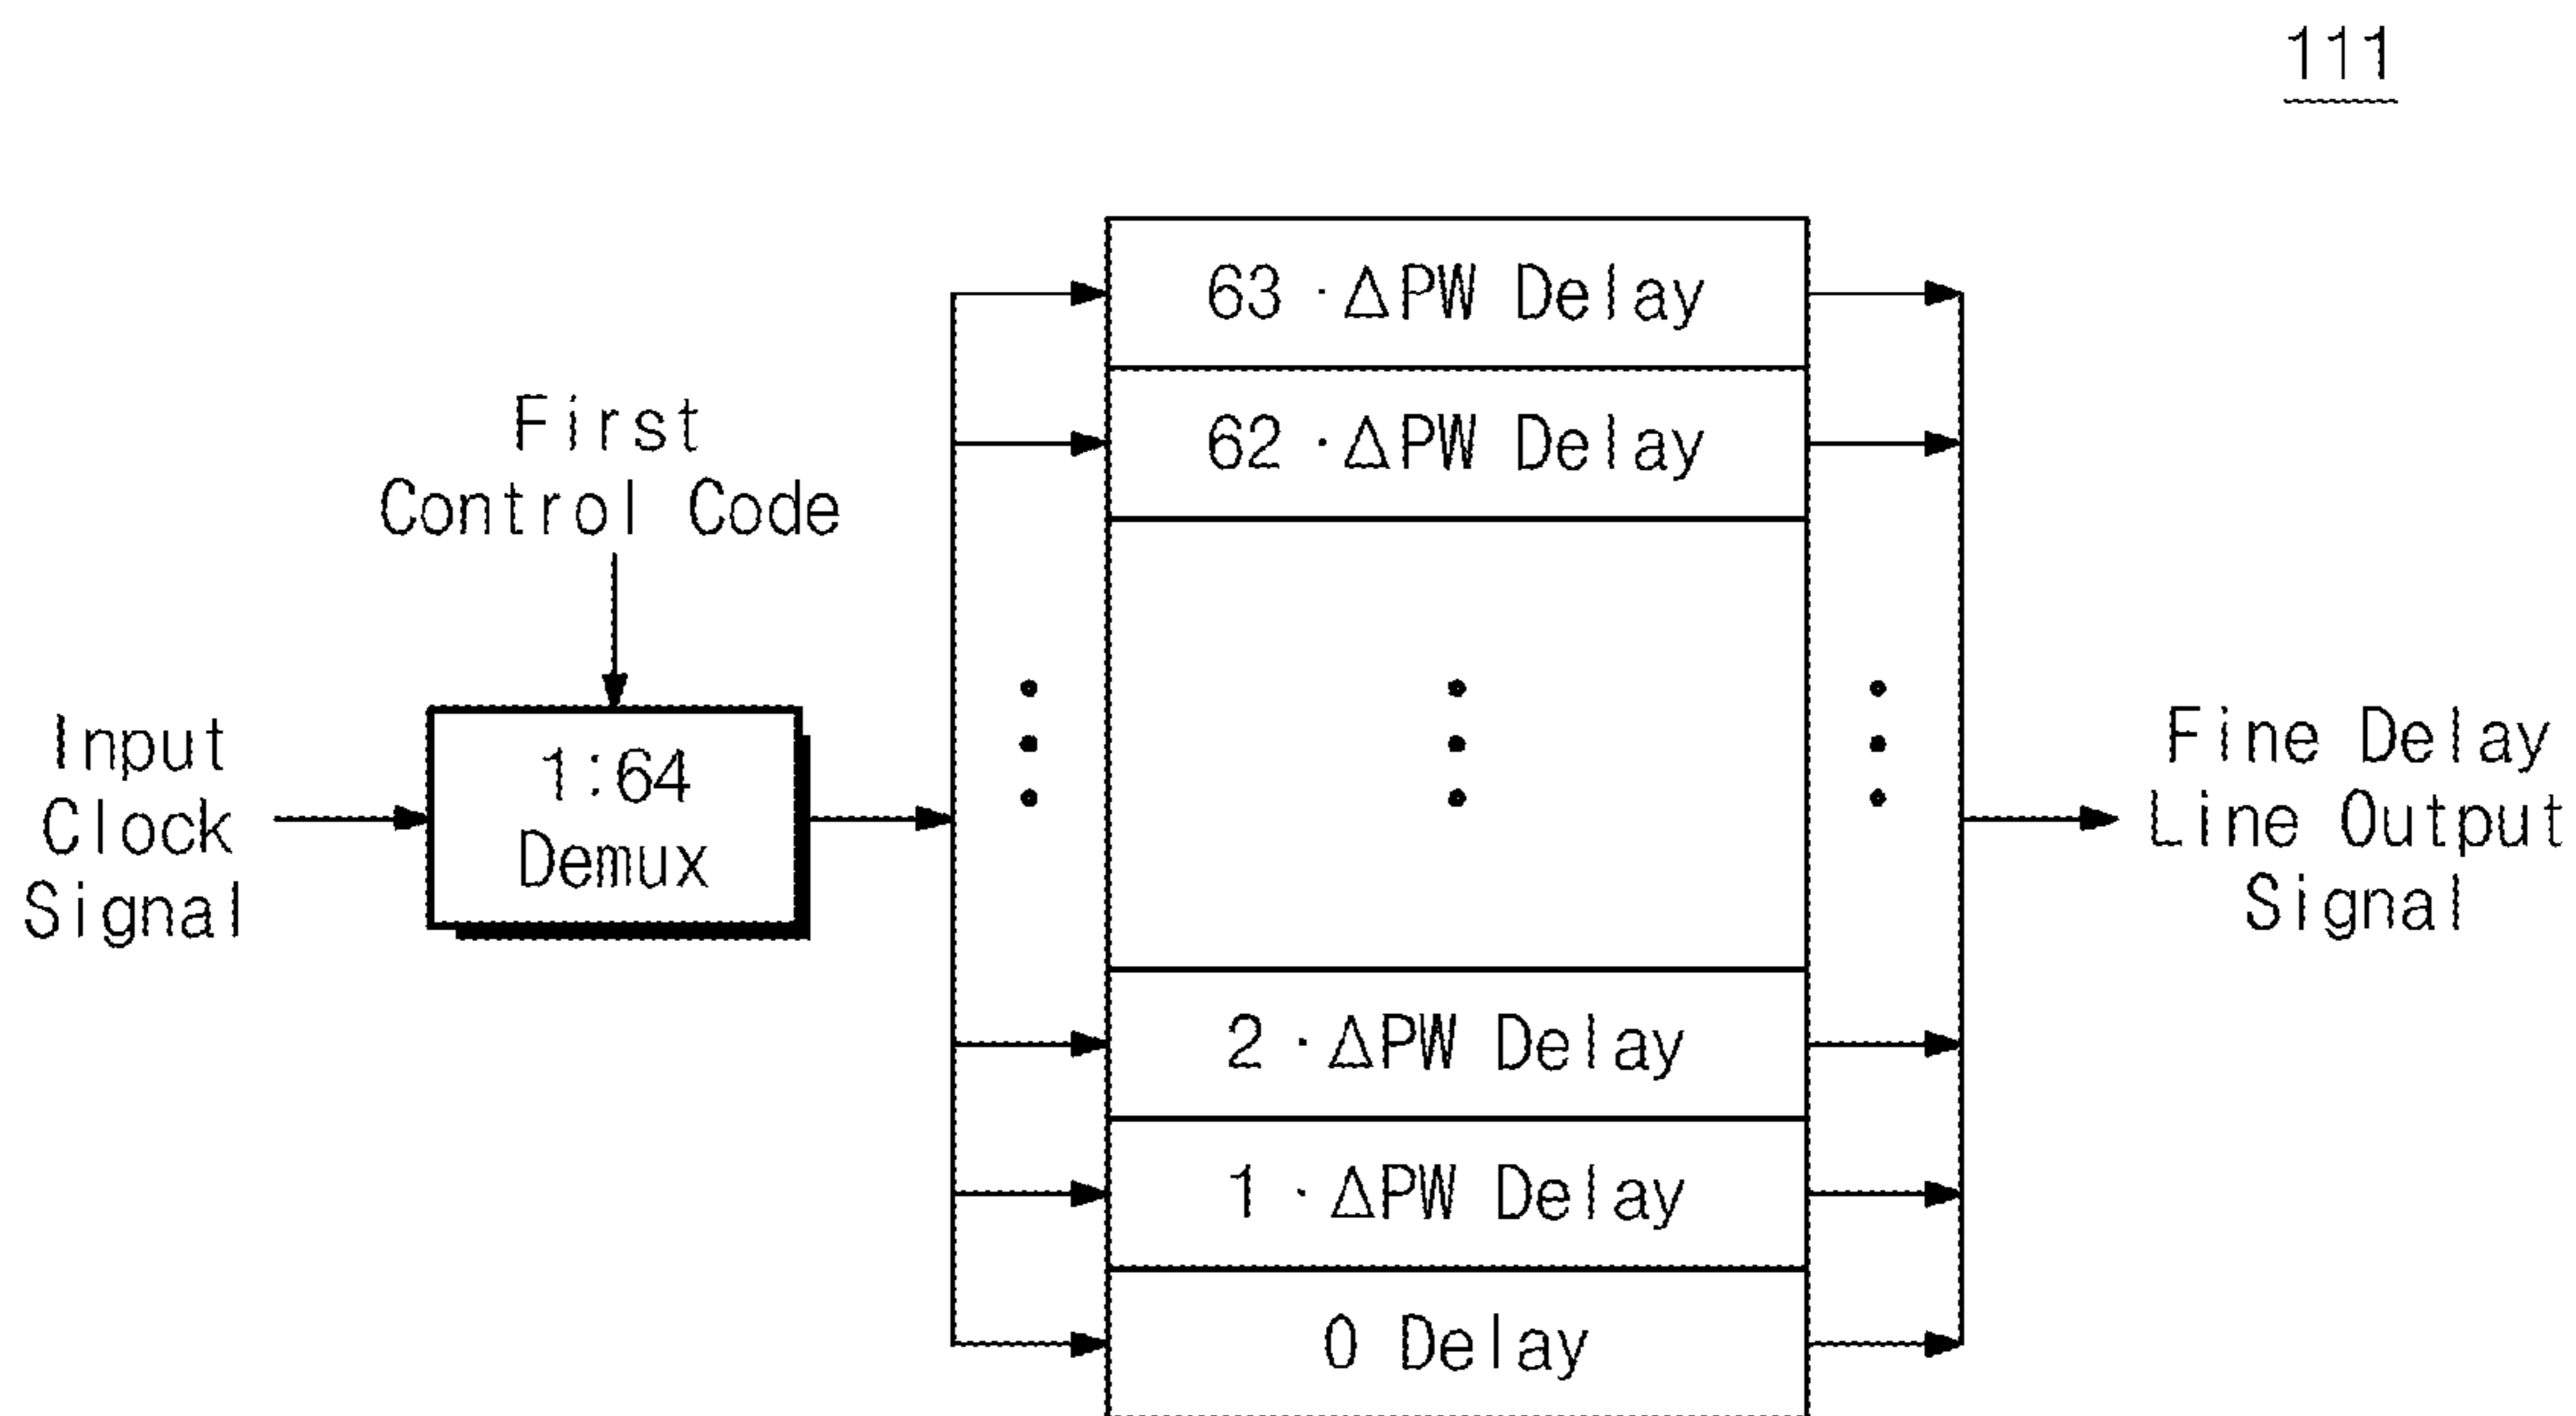 111
63 · ΔPW Delay
62 · ΔPW Delay
First
Control Code
Input
Clock
Signal
1:64
Demux
2 · ΔPW Delay
1 · ΔPW Delay
0 Delay
Fine Delay
Line Output
Signal